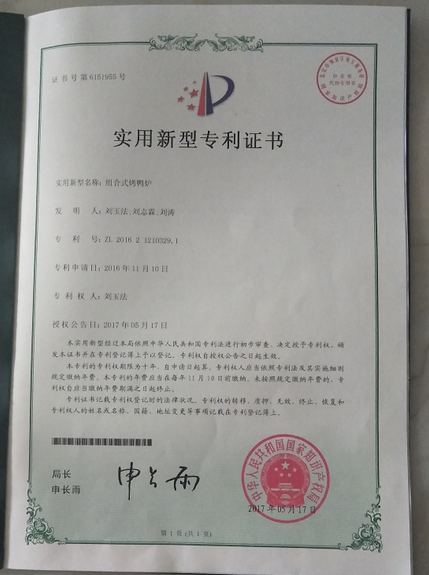 证书号第6151955号
实用新型专利证书
实用新型名称：组合式烤鸭炉
发 明 人：刘玉法;刘志霖;刘涛
专 利 号：ZL 2016 2 1210329.1
专利申请日：2016年11月10日
专 利 权 人：刘玉法
授权公告日：2017年05月17日
本实用新型经过本局依照中华人民共和国专利法进行初步审查，决定授予专利权，颁
发本证书并在专利登记簿上予以登记。专利权自授权公告之日起生效。
本专利的专利权期限为十年，自申请日起算。专利权人应当依照专利法及其实施细则
规定缴纳年费。本专利的年费应当在每年11月10日前缴纳。未按照规定缴纳年费的，专
利权自应当缴纳年费期满之日起终止。
专利证书记载专利权登记时的法律状况。专利权的转移、质押、无效、终止、恢复和
专利权人的姓名或名称、国籍、地址变更等事项记载在专利登记簿上。
局长
申长雨
申长雨
中华人民共和国国家知识产权局
2017年05月17日
第1页(共1页)